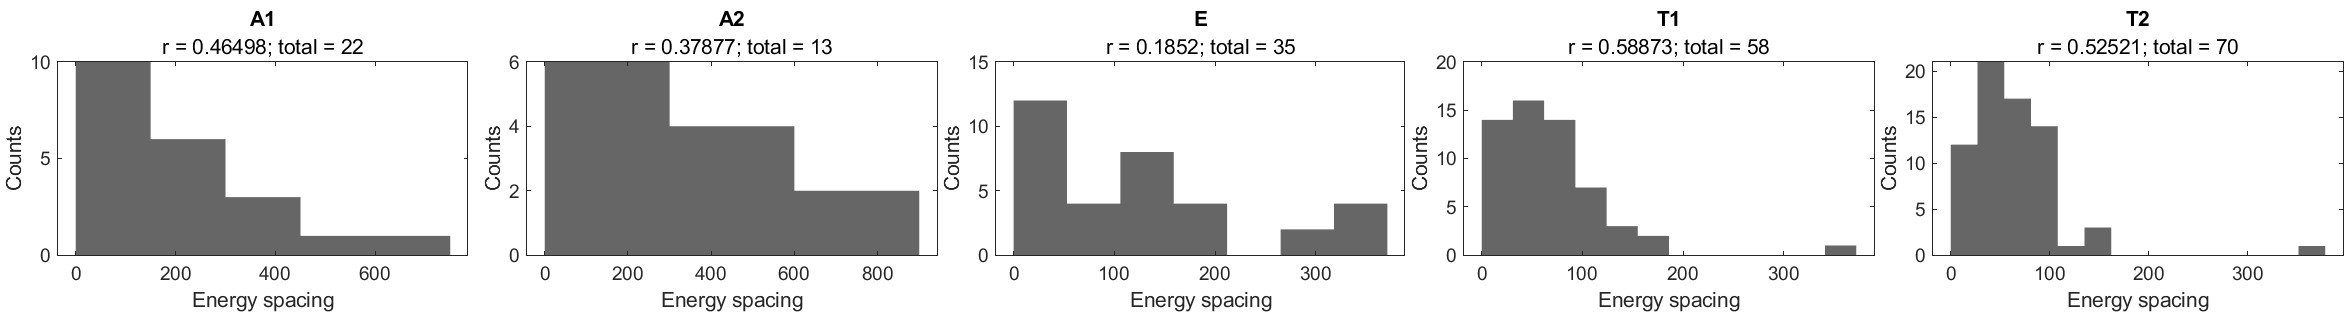 A1
r = 0.46498; total = 22
10
5
0
Counts
0 200 400 600
Energy spacing
A2
r = 0.37877; total = 13
6
4
2
0
Counts
0 200 400 600 800
Energy spacing
E
r = 0.1852; total = 35
15
10
5
0
Counts
0 100 200 300
Energy spacing
T1
r = 0.58873; total = 58
20
15
10
5
0
Counts
0 100 200 300
Energy spacing
T2
r = 0.52521; total = 70
20
15
10
5
0
Counts
0 100 200 300
Energy spacing